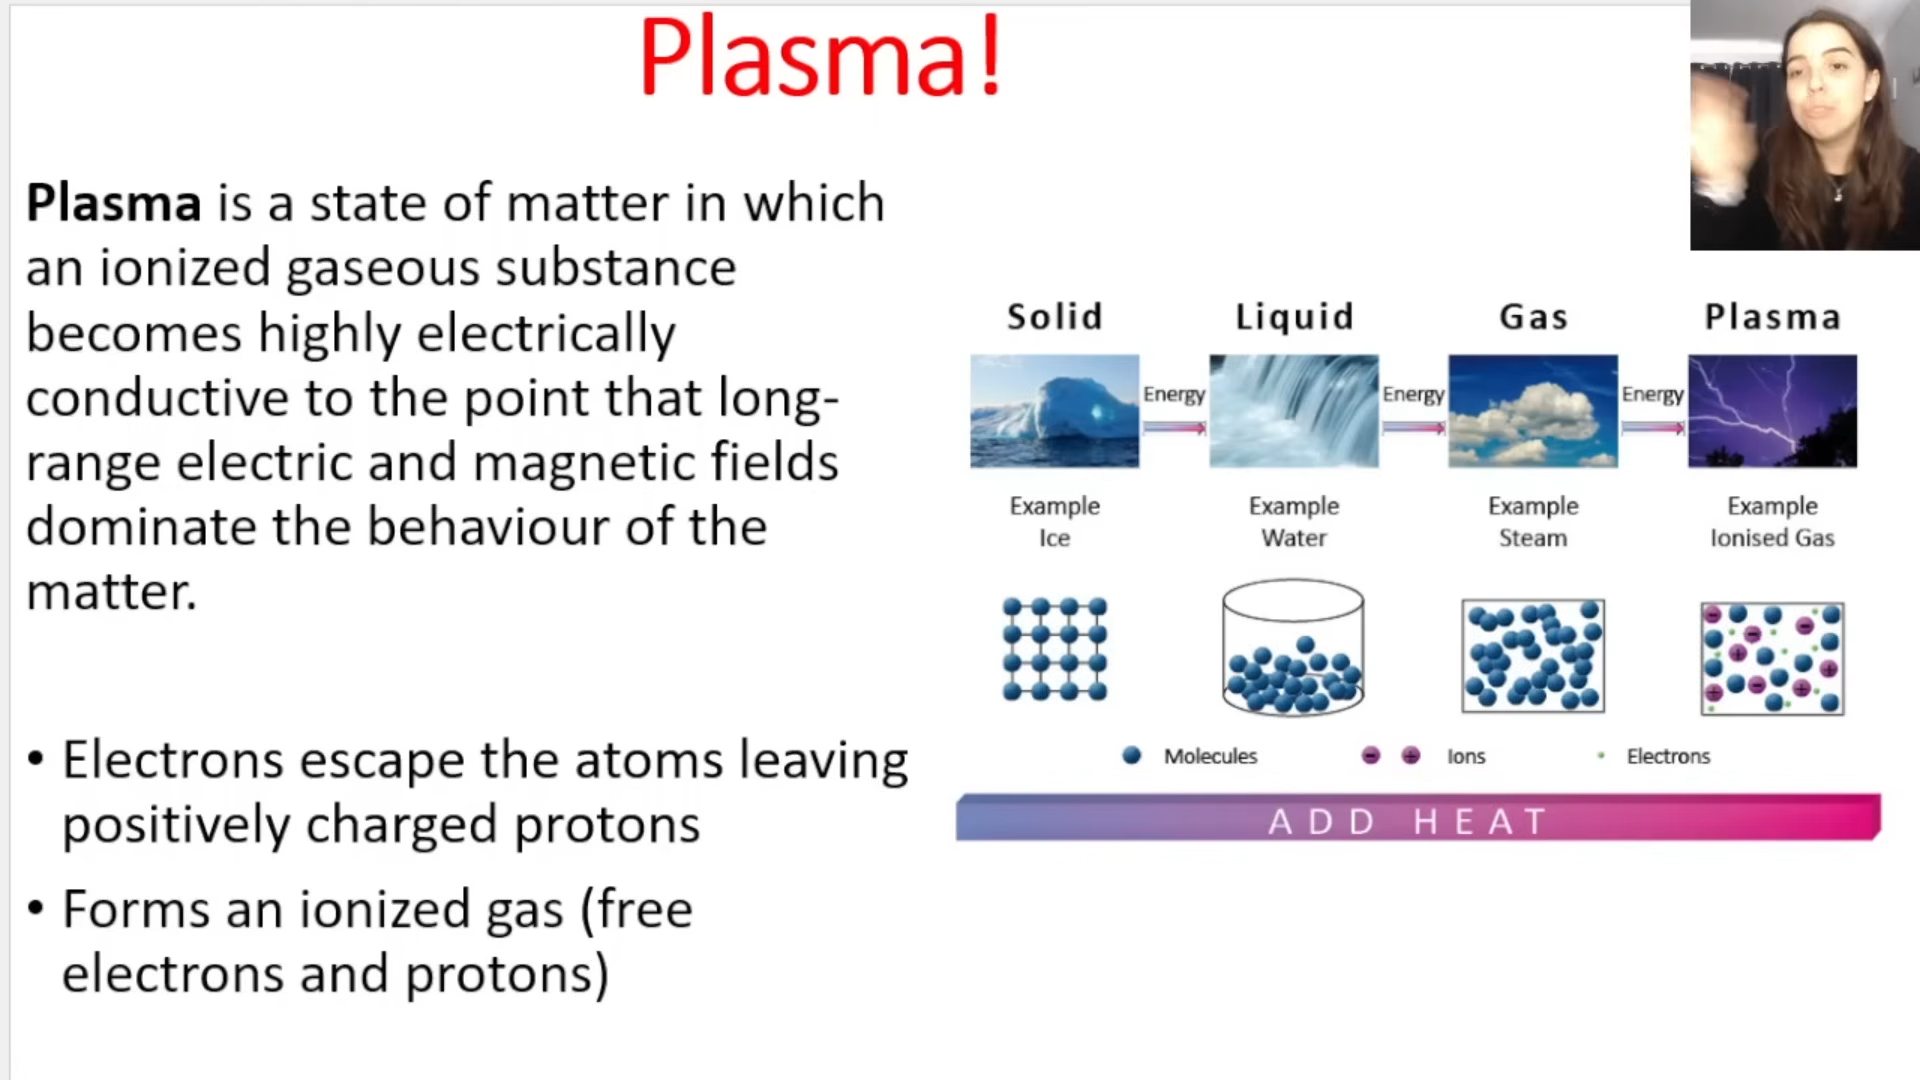 Plasma!
Plasma is a state of matter in which
an ionized gaseous substance
becomes highly electrically
conductive to the point that long-
range electric and magnetic fields
dominate the behaviour of the
matter.
• Electrons escape the atoms leaving
positively charged protons
• Forms an ionized gas (free
electrons and protons)
Solid Liquid Gas Plasma
Energy Energy Energy
Example Example Example Example
Ice Water Steam Ionised Gas
Molecules Ions Electrons
ADD HEAT